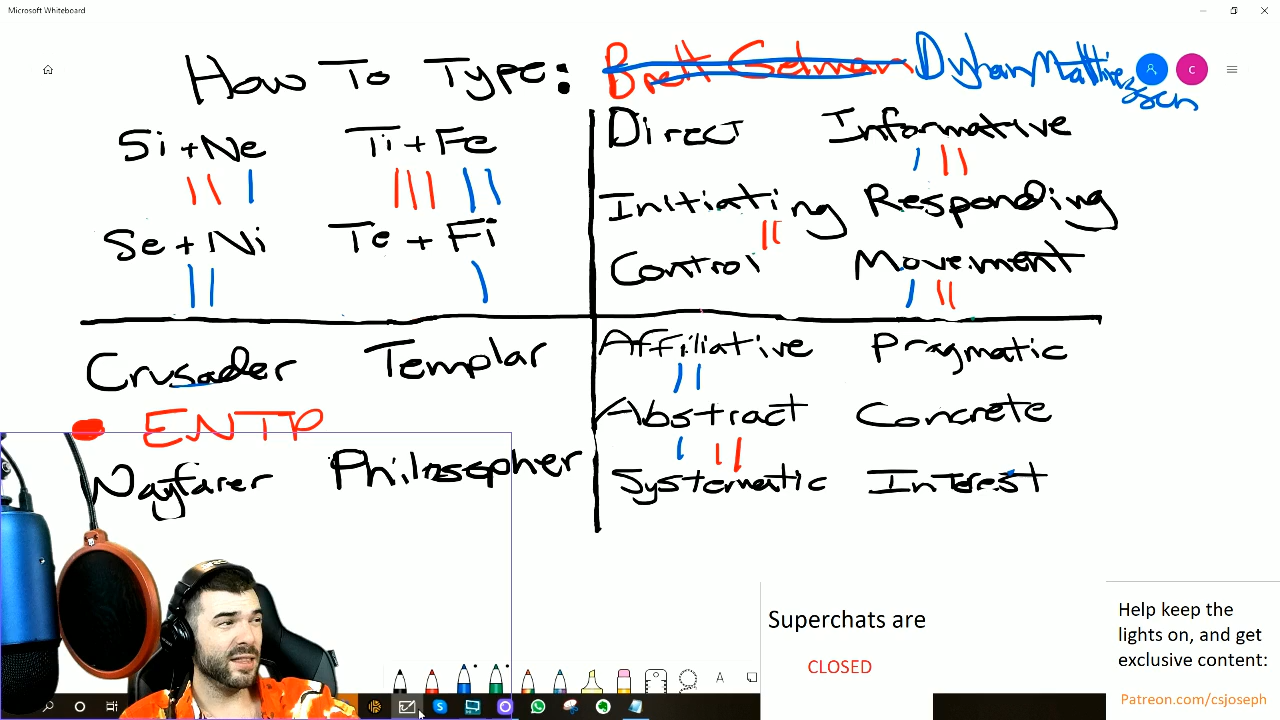 Microsoft Whiteboard
How To Type: Brett Gelman Dylan
Si + Ne Ti + Fe
Se + Ni Te + Fi
Direct Informative
Initiating Responding
Control Movement
Crusader Templar
ENTP
Wayfarer Philosopher
Affiliative Pragmatic
Abstract Concrete
Systematic Interest
C
A
Superchats are
CLOSED
Help keep the
lights on, and get
exclusive content:
Patreon.com/csjoseph